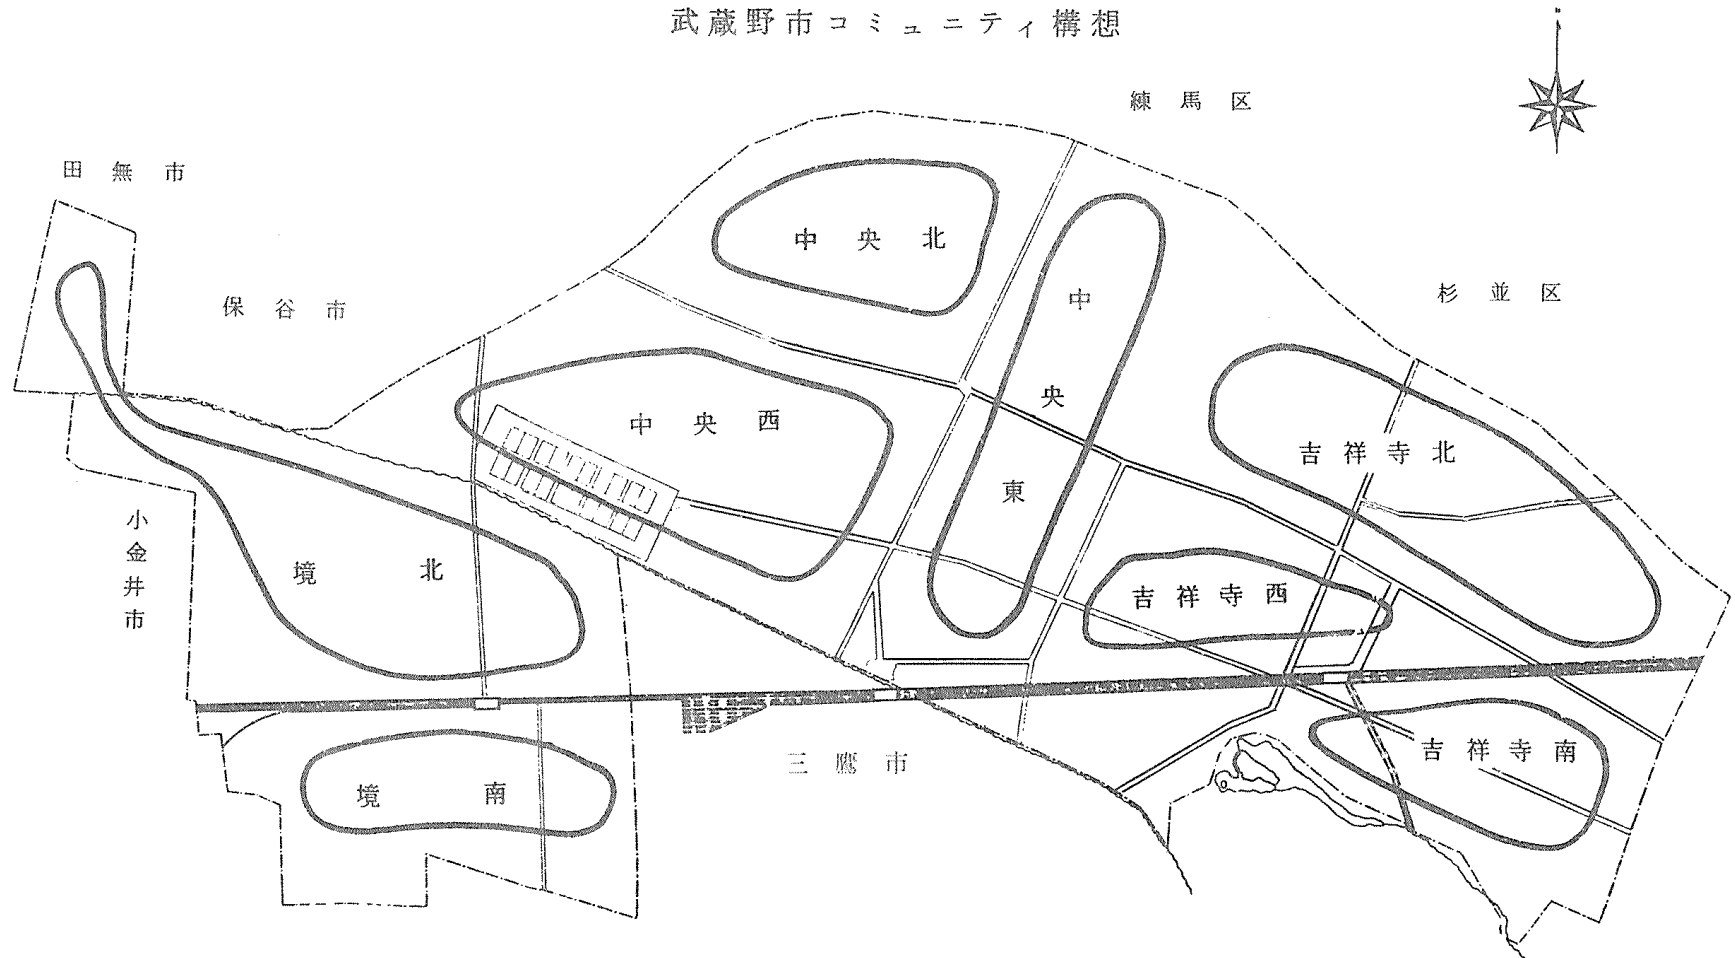 武蔵野市コミュニティ構想
練馬区
田無市
中央北
保谷市
杉並区
中央東
中央西
吉祥寺北
小金井市
境北
吉祥寺西
三鷹市
吉祥寺南
境南